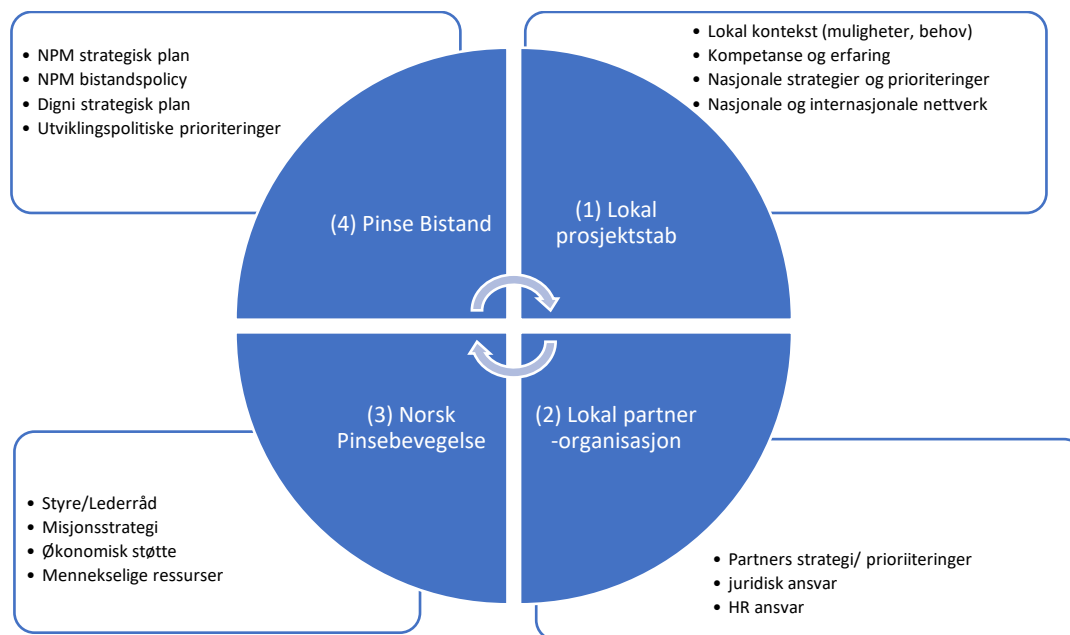 • NPM strategisk plan
• NPM bistandspolicy
• Digni strategisk plan
• Utviklingspolitiske prioriteringer
• Lokal kontekst (muligheter, behov)
• Kompetanse og erfaring
• Nasjonale strategier og prioriteringer
• Nasjonale og internasjonale nettverk
(4) Pinse Bistand
(1) Lokal
prosjektstab
(3) Norsk
Pinsebevegelse
(2) Lokal partner
-organisasjon
• Styre/Lederråd
• Misjonsstrategi
• Økonomisk støtte
• Mennekselige ressurser
• Partners strategi/ prioriiteringer
• juridisk ansvar
• HR ansvar